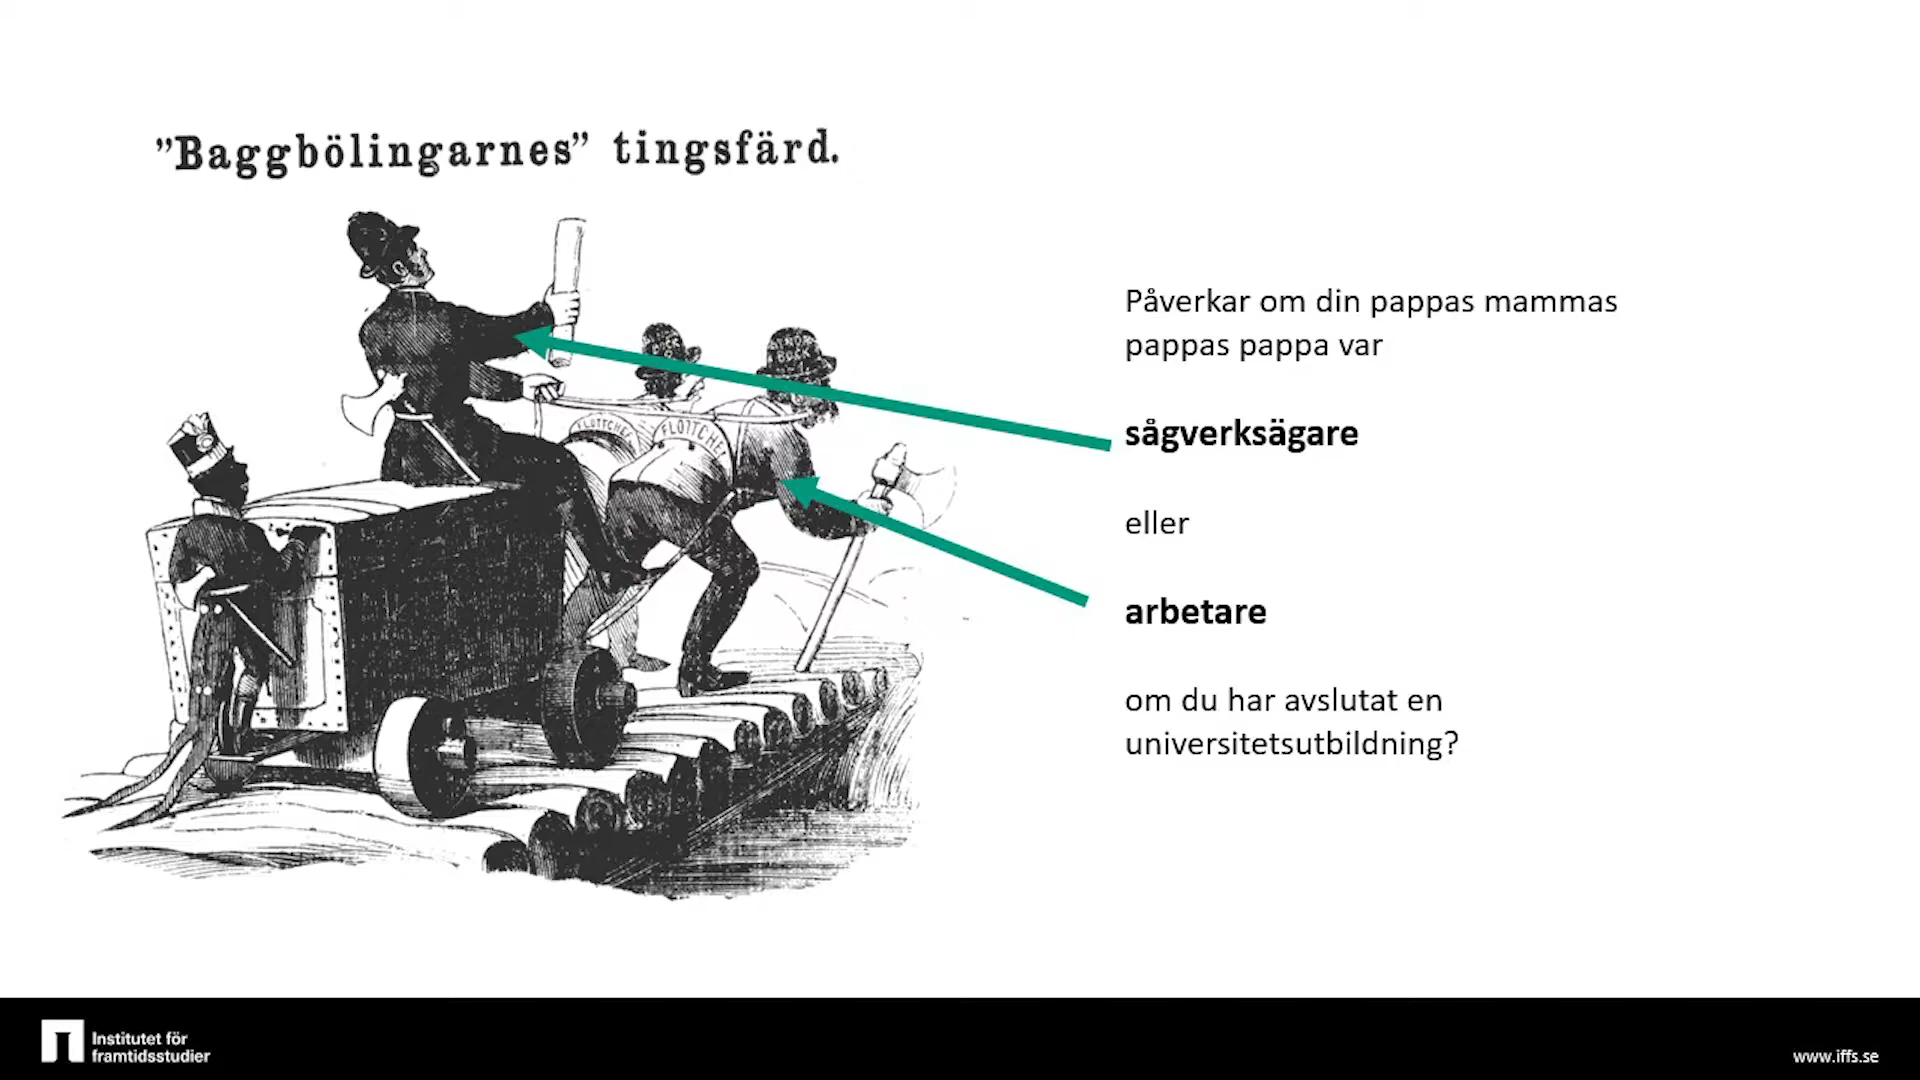 ”Baggbölingarnes” tingsfärd.
FLOTTCHEF
Påverkar om din pappas mammas
pappas pappa var
sågverksägare
eller
arbetare
om du har avslutat en
universitetsutbildning?
Institutet för
framtidsstudier
www.iffs.se